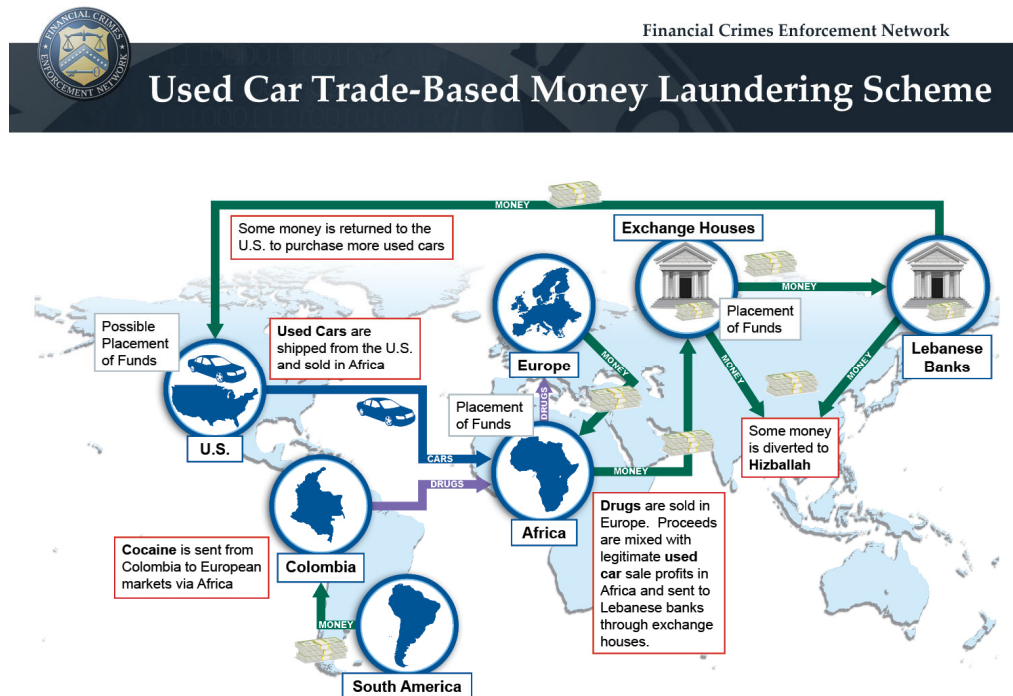 Financial Crimes Enforcement Network
FINANCIAL CRIMES
ENFORCEMENT NETWORK
Used Car Trade-Based Money Laundering Scheme
MONEY
Some money is returned to the
U.S. to purchase more used cars
Exchange Houses
MONEY
Placement
of Funds
Lebanese
Banks
Possible
Placement
of Funds
Used Cars are
shipped from the U.S.
and sold in Africa
U.S.
Europe
MONEY
MONEY
MONEY
DRUGS
Placement
of Funds
Some money
is diverted to
Hizballah
CARS
DRUGS
MONEY
Africa
Drugs are sold in
Europe. Proceeds
are mixed with
legitimate used
car sale profits in
Africa and sent to
Lebanese banks
through exchange
houses.
Cocaine is sent from
Colombia to European
markets via Africa
Colombia
MONEY
South America